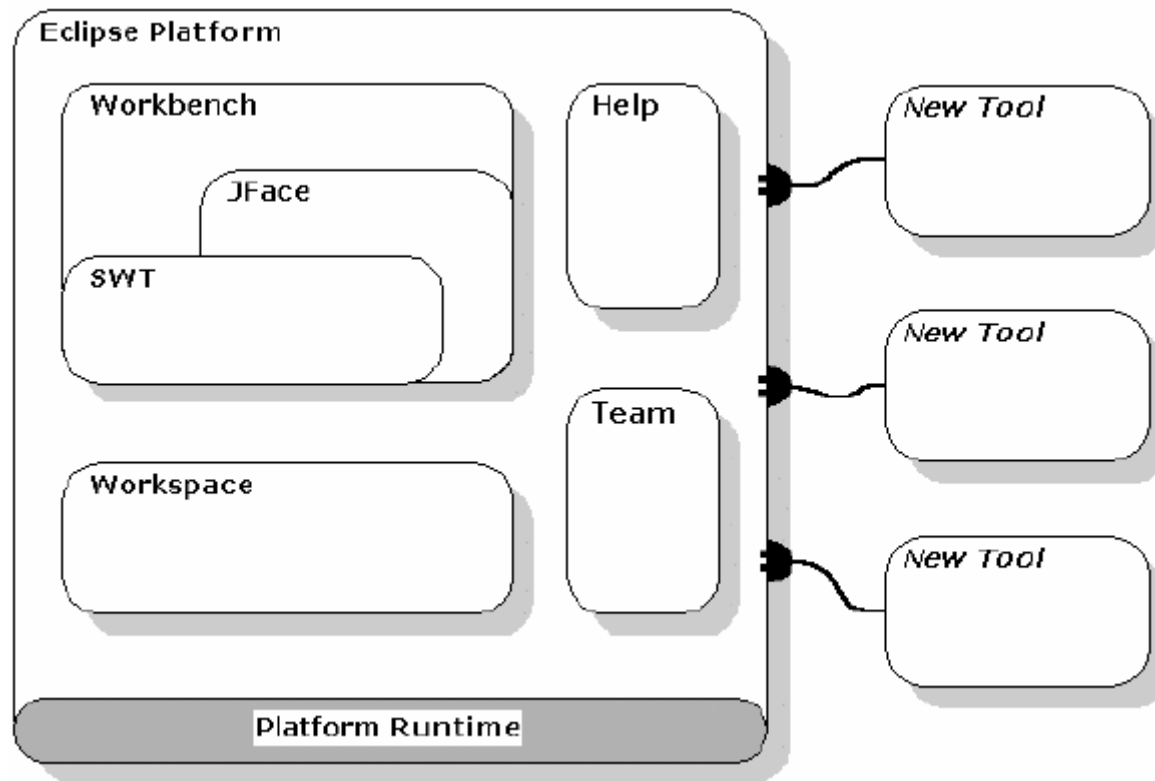 Eclipse Platform
Workbench
JFace
SWT
Workspace
Help
Team
Platform Runtime
New Tool
New Tool
New Tool